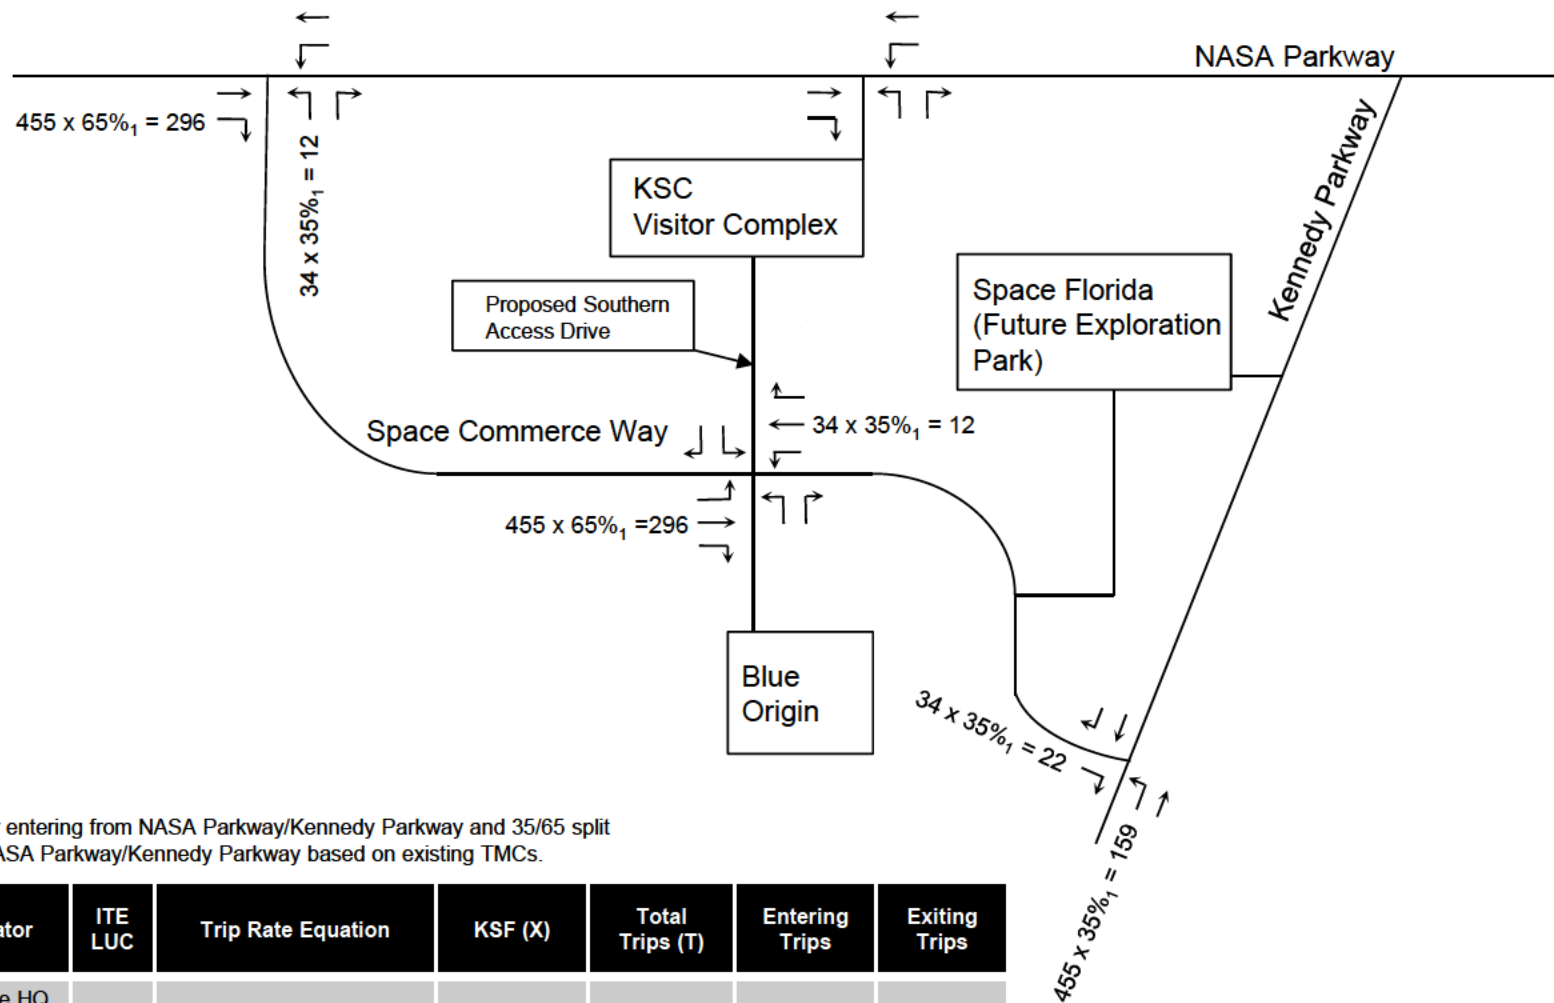 NASA Parkway
455 x 65%₁ = 296
34 x 35%₁ = 12
KSC
Visitor Complex
Kennedy Parkway
Proposed Southern
Access Drive
Space Florida
(Future Exploration
Park)
Space Commerce Way
34 x 35%₁ = 12
455 x 65%₁ =296
Blue
Origin
34 x 35%₁ = 22
455 x 35%₁ = 159
entering from NASA Parkway/Kennedy Parkway and 35/65 split
ASA Parkway/Kennedy Parkway based on existing TMCs.
ator
ITE
LUC
Trip Rate Equation
KSF (X)
Total
Trips (T)
Entering
Trips
Exiting
Trips
e HQ